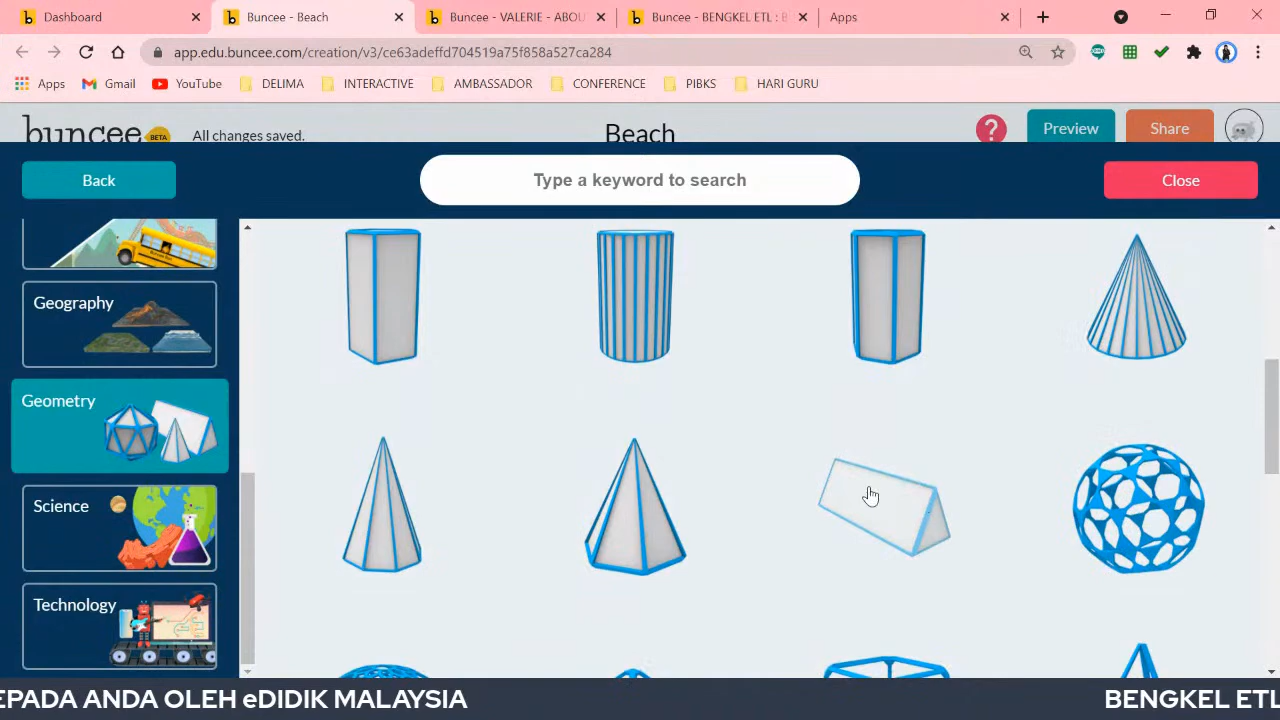 Dashboard
Buncee - Beach
Buncee - VALERIE - ABOU
Buncee - BENGKEL ETL : B
Apps
app.edu.buncee.com/creation/v3/ce63adeffd704519a75f858a527ca284
Apps
Gmail
YouTube
DELIMA
INTERACTIVE
AMBASSADOR
CONFERENCE
PIBKS
HARI GURU
buncee BETA
All changes saved.
Beach
?
Preview
Share
Back
Type a keyword to search
Close
Geography
Geometry
Science
Technology
EPADA ANDA OLEH eDIDIK MALAYSIA
BENGKEL ETL